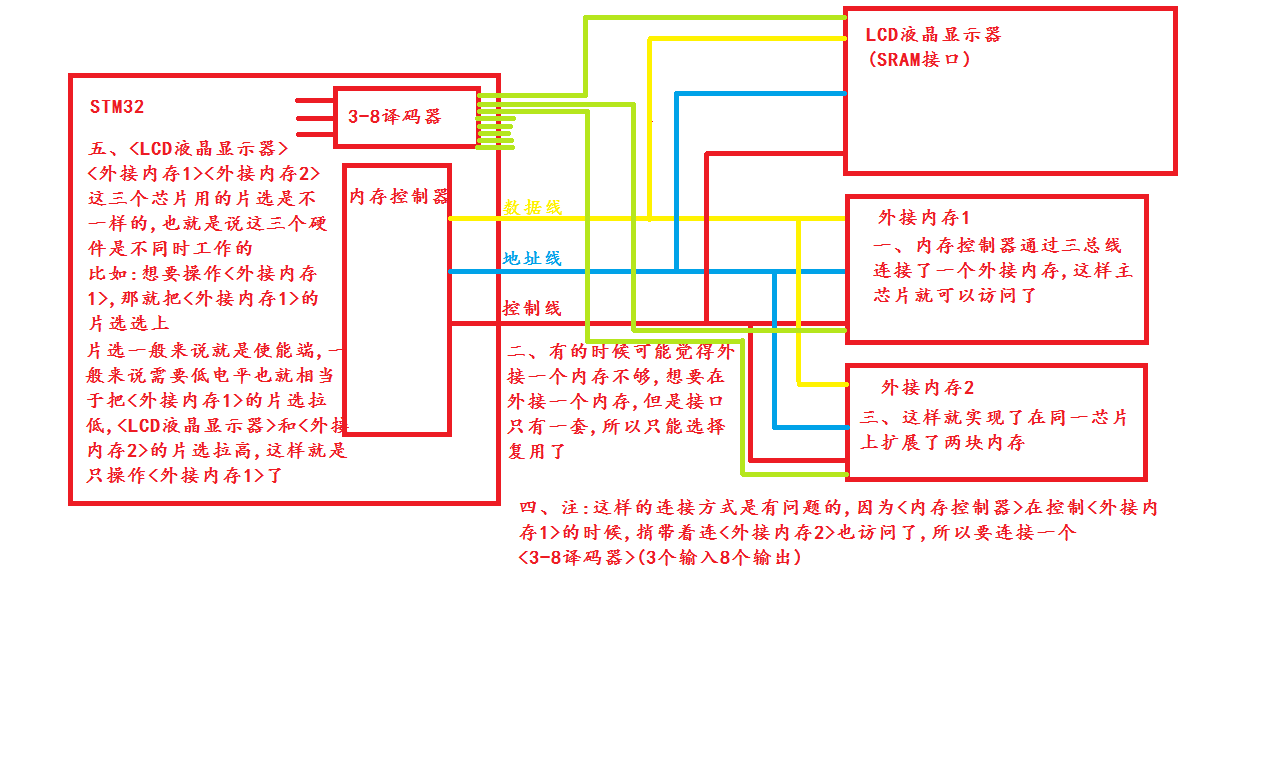 STM32
3-8译码器
五、<LCD液晶显示器>
<外接内存1><外接内存2>
这三个芯片用的片选是不
一样的,也就是说这三个硬
件是不同时工作的
比如:想要操作<外接内存
1>,那就把<外接内存1>的
片选选上
片选一般来说就是使能端,一
般来说需要低电平也就相当
于把<外接内存1>的片选拉
低,<LCD液晶显示器>和<外接
内存2>的片选拉高,这样就是
只操作<外接内存1>了
内存控制器
数据线
地址线
控制线
二、有的时候可能觉得外
接一个内存不够,想要在
外接一个内存,但是接口
只有一套,所以只能选择
复用了
LCD液晶显示器
(SRAM接口)
外接内存1
一、内存控制器通过三总线
连接了一个外接内存,这样主
芯片就可以访问了
外接内存2
三、这样就实现了在同一芯片
上扩展了两块内存
四、注:这样的连接方式是有问题的,因为<内存控制器>在控制<外接内
存1>的时候,捎带着连<外接内存2>也访问了,所以要连接一个
<3-8译码器>(3个输入8个输出)